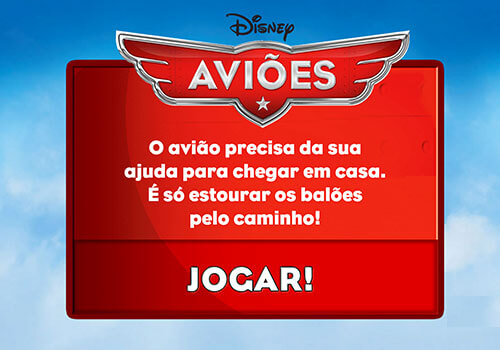 Disney
AVIÕES
O avião precisa da sua
ajuda para chegar em casa.
É só estourar os balões
pelo caminho!
JOGAR!